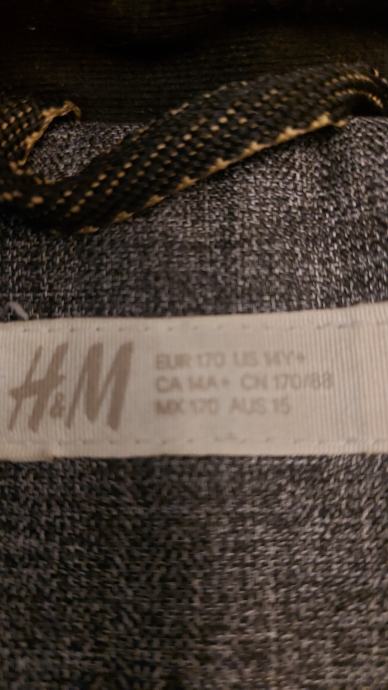 H&M
EUR 170 US 14Y+
CA 14A+ CN 170/88
MX 170 AUS 15